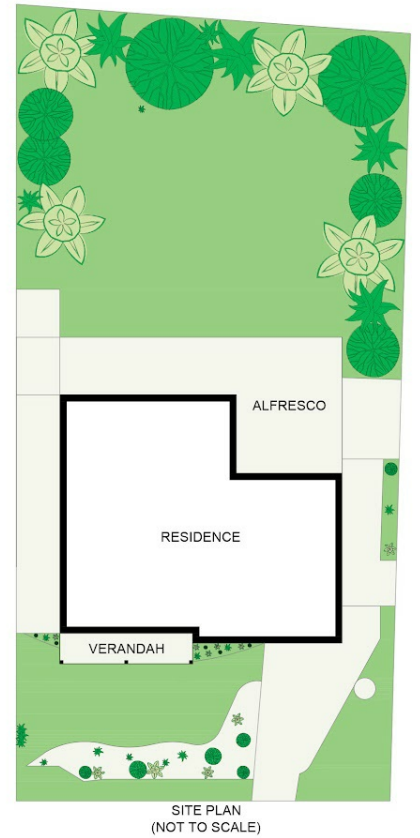 ALFRESCO
RESIDENCE
VERANDAH
SITE PLAN
(NOT TO SCALE)